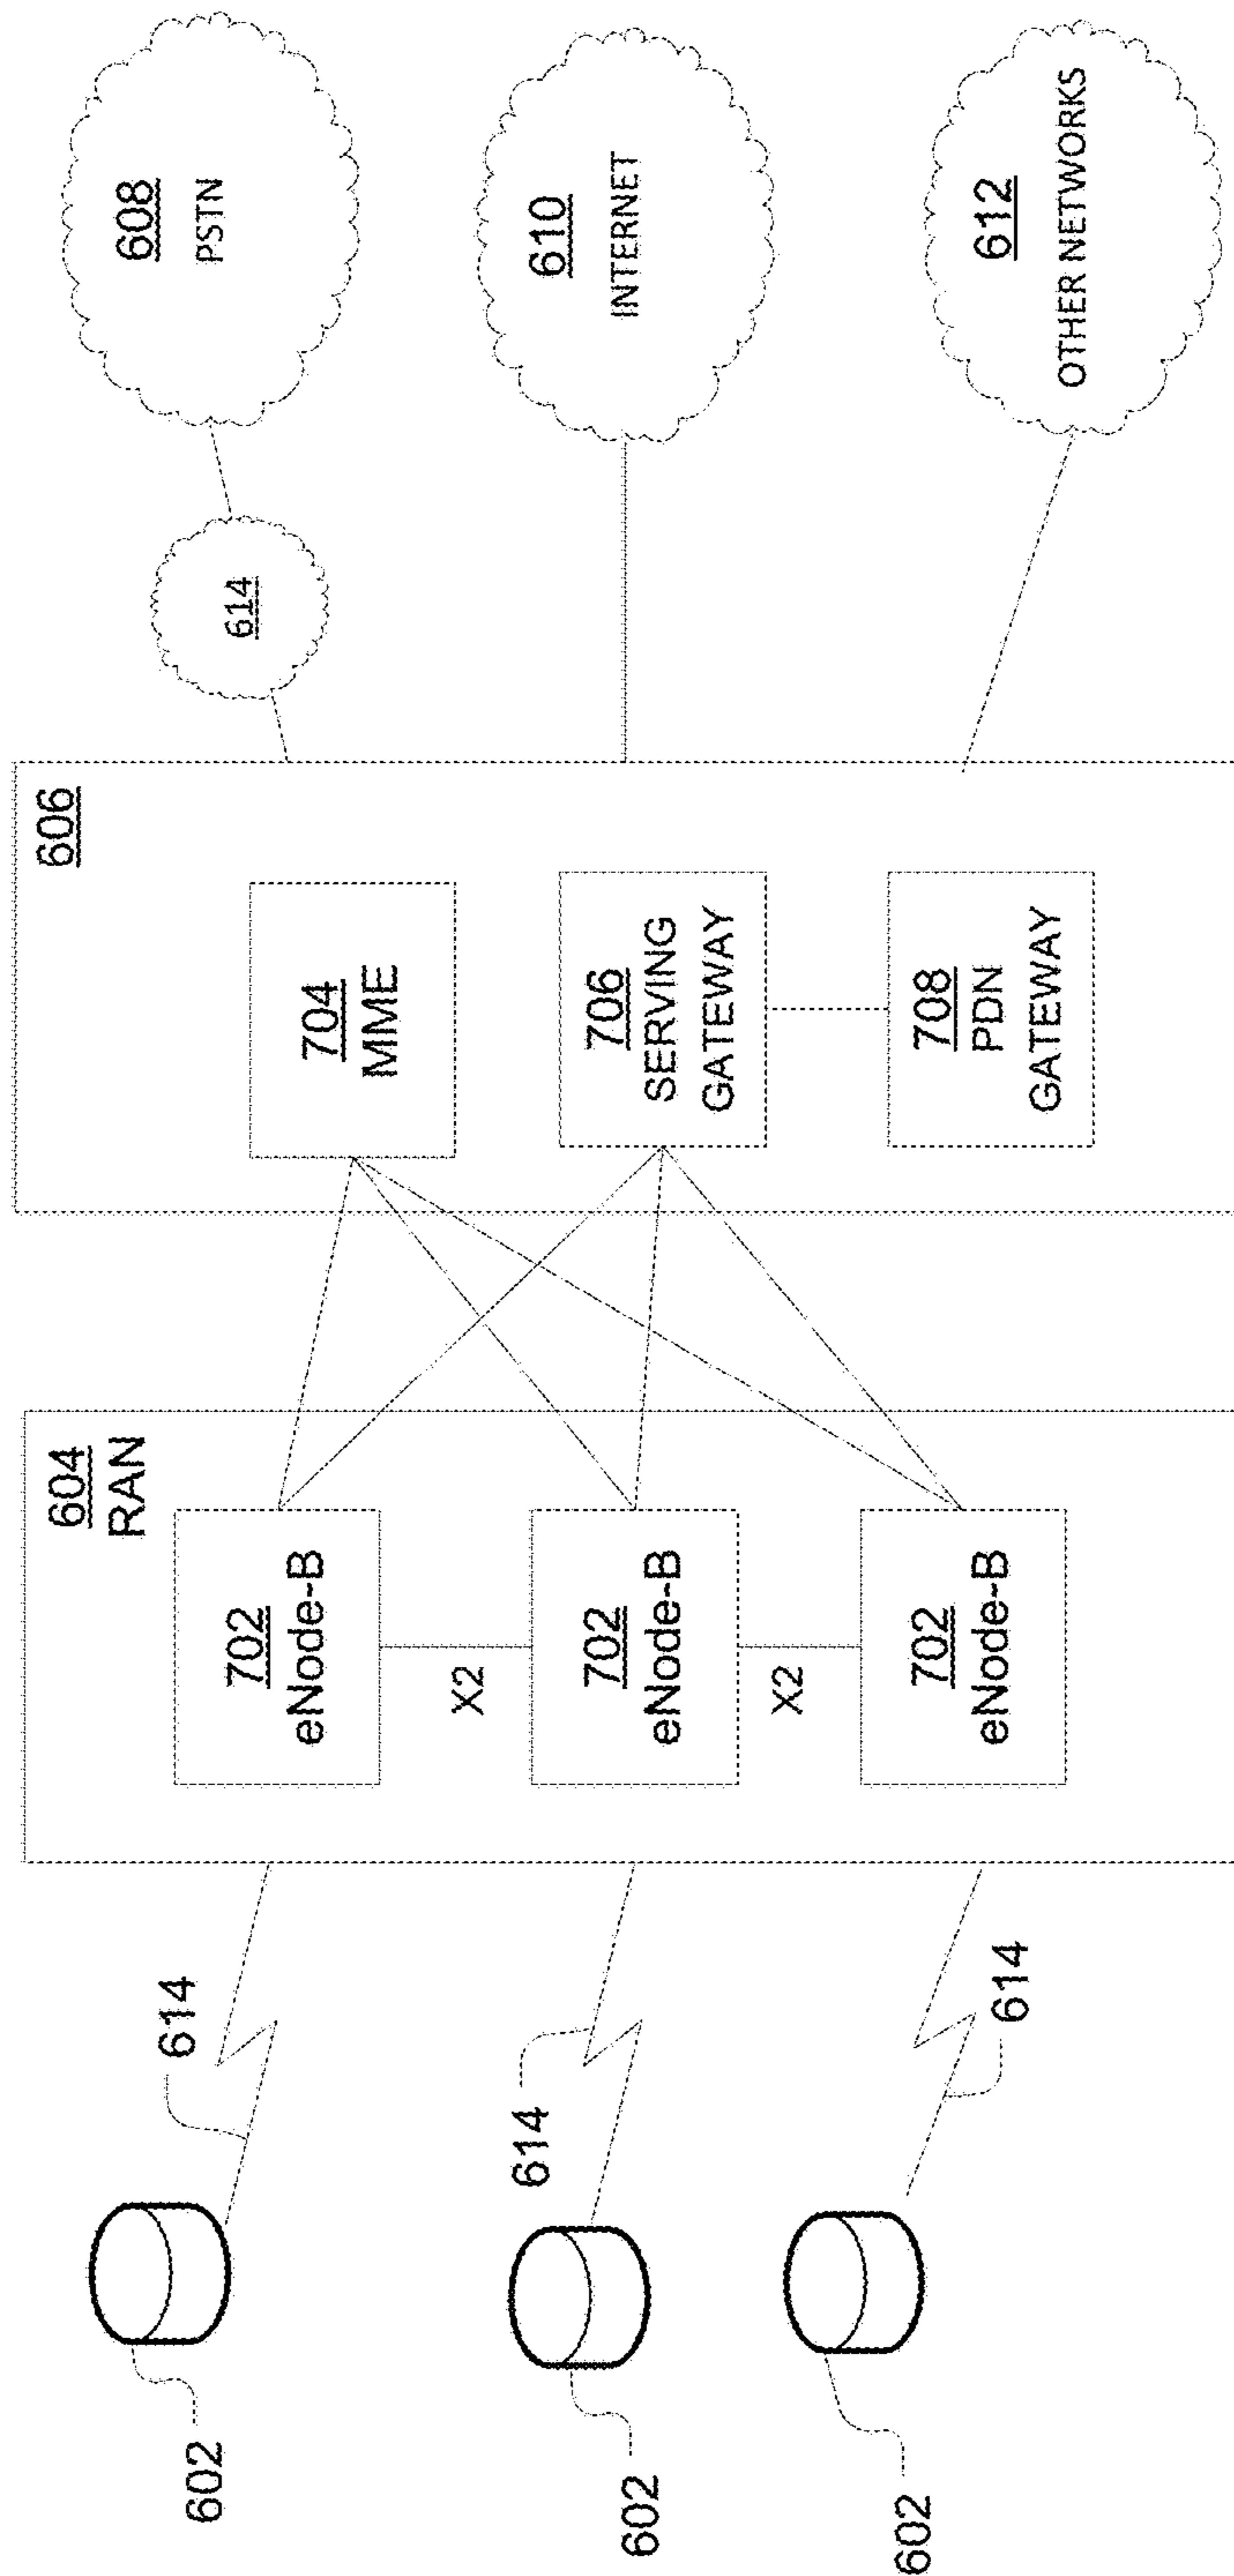 602
602
602
614
614
614
604
RAN
702
eNode-B
X2
702
eNode-B
X2
702
eNode-B
606
704
MME
706
SERVING
GATEWAY
708
PDN
GATEWAY
614
608
PSTN
610
INTERNET
612
OTHER NETWORKS